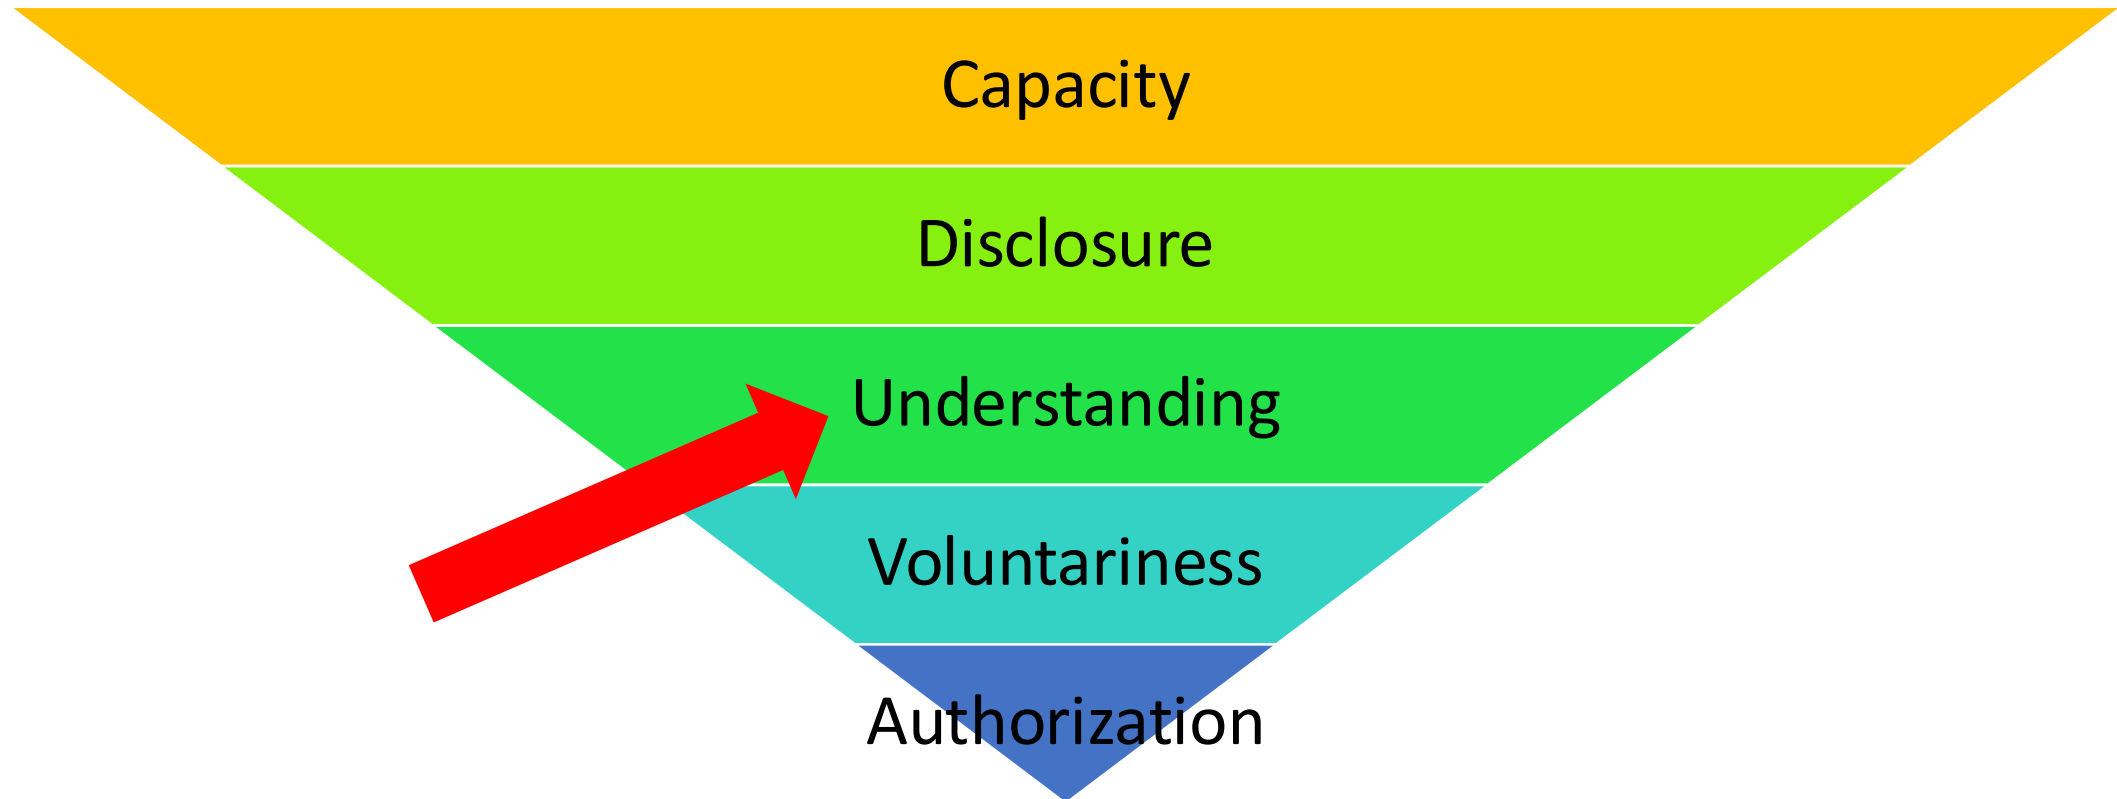 Capacity
Disclosure
Understanding
Voluntariness
Authorization